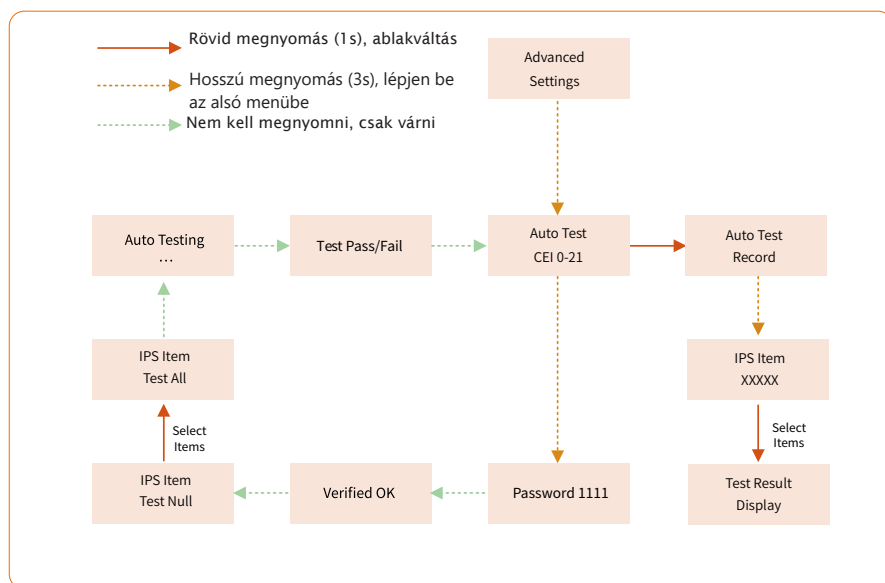 Rövid megnyomás (1s), ablakváltás
Hosszú megnyomás (3s), lépjen be
az alsó menübe
Nem kell megnyomni, csak várni
Advanced
Settings
Auto Testing
...
Test Pass/Fail
Auto Test
CEI 0-21
Auto Test
Record
IPS Item
Test All
IPS Item
XXXXX
Select
Items
Select
Items
IPS Item
Test Null
Verified OK
Password 1111
Test Result
Display